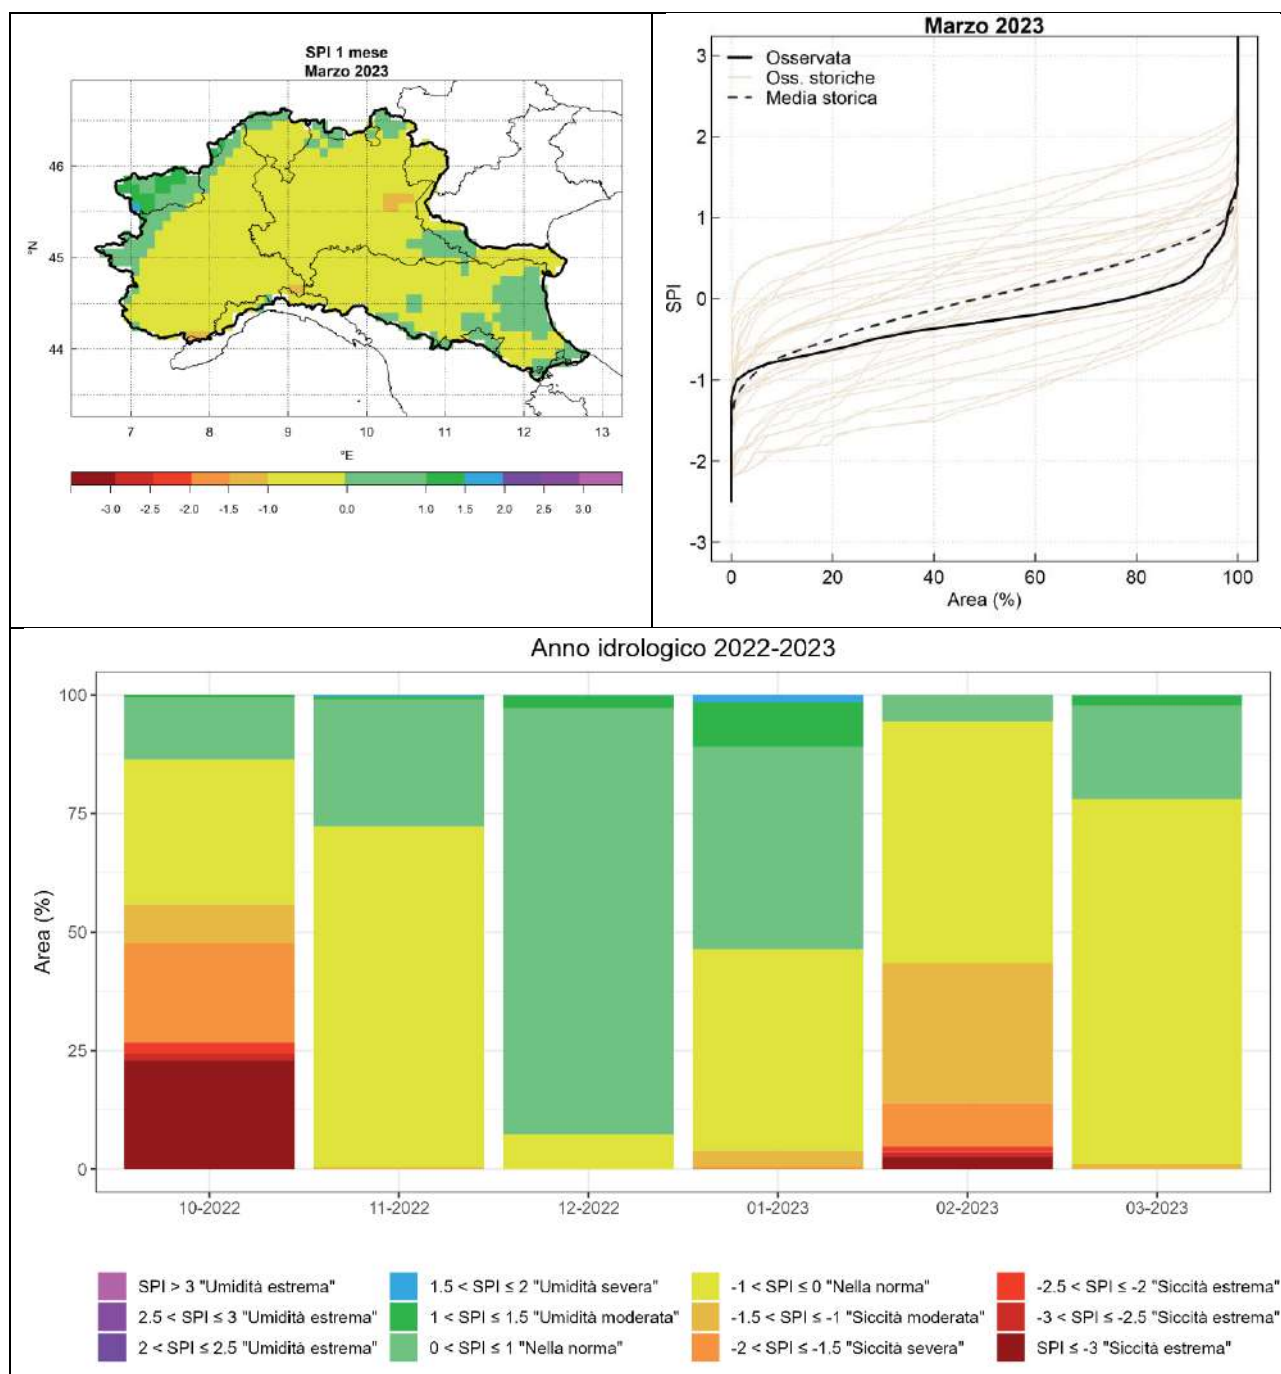 SPI 1 mese
Marzo 2023
46
45
44
°N
7 8 9 10 11 12 13
°E
-3.0 -2.5 -2.0 -1.5 -1.0 0.0 1.0 1.5 2.0 2.5 3.0
Marzo 2023
Osservata
Oss. storiche
Media storica
3
2
1
0
-1
-2
-3
SPI
0 20 40 60 80 100
Area (%)
Anno idrologico 2022-2023
100
75
50
25
0
Area (%)
10-2022 11-2022 12-2022 01-2023 02-2023 03-2023
SPI > 3 "Umidità estrema"
2.5 < SPI ≤ 3 "Umidità estrema"
2 < SPI ≤ 2.5 "Umidità estrema"
1.5 < SPI ≤ 2 "Umidità severa"
1 < SPI ≤ 1.5 "Umidità moderata"
0 < SPI ≤ 1 "Nella norma"
-1 < SPI ≤ 0 "Nella norma"
-1.5 < SPI ≤ -1 "Siccità moderata"
-2 < SPI ≤ -1.5 "Siccità severa"
-2.5 < SPI ≤ -2 "Siccità estrema"
-3 < SPI ≤ -2.5 "Siccità estrema"
SPI ≤ -3 "Siccità estrema"